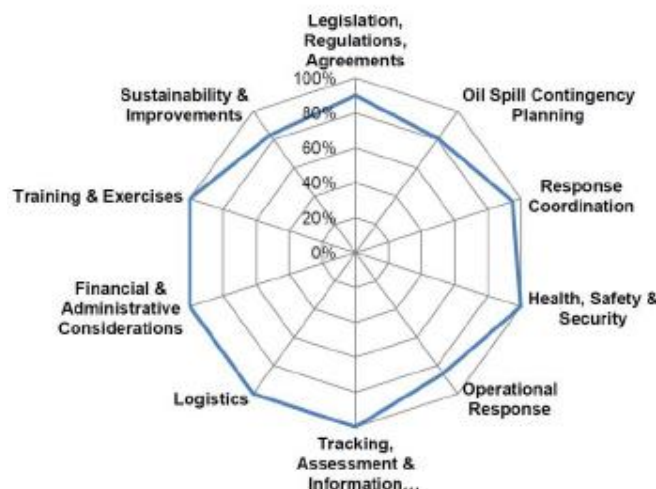 Legislation,
Regulations,
Agreements
100%
Sustainability &
Improvements
Oil Spill Contingency
Planning
80%
60%
Training & Exercises
Response
Coordination
40%
20%
0%
Financial &
Administrative
Considerations
Health, Safety &
Security
Logistics
Operational
Response
Tracking,
Assessment &
Information...